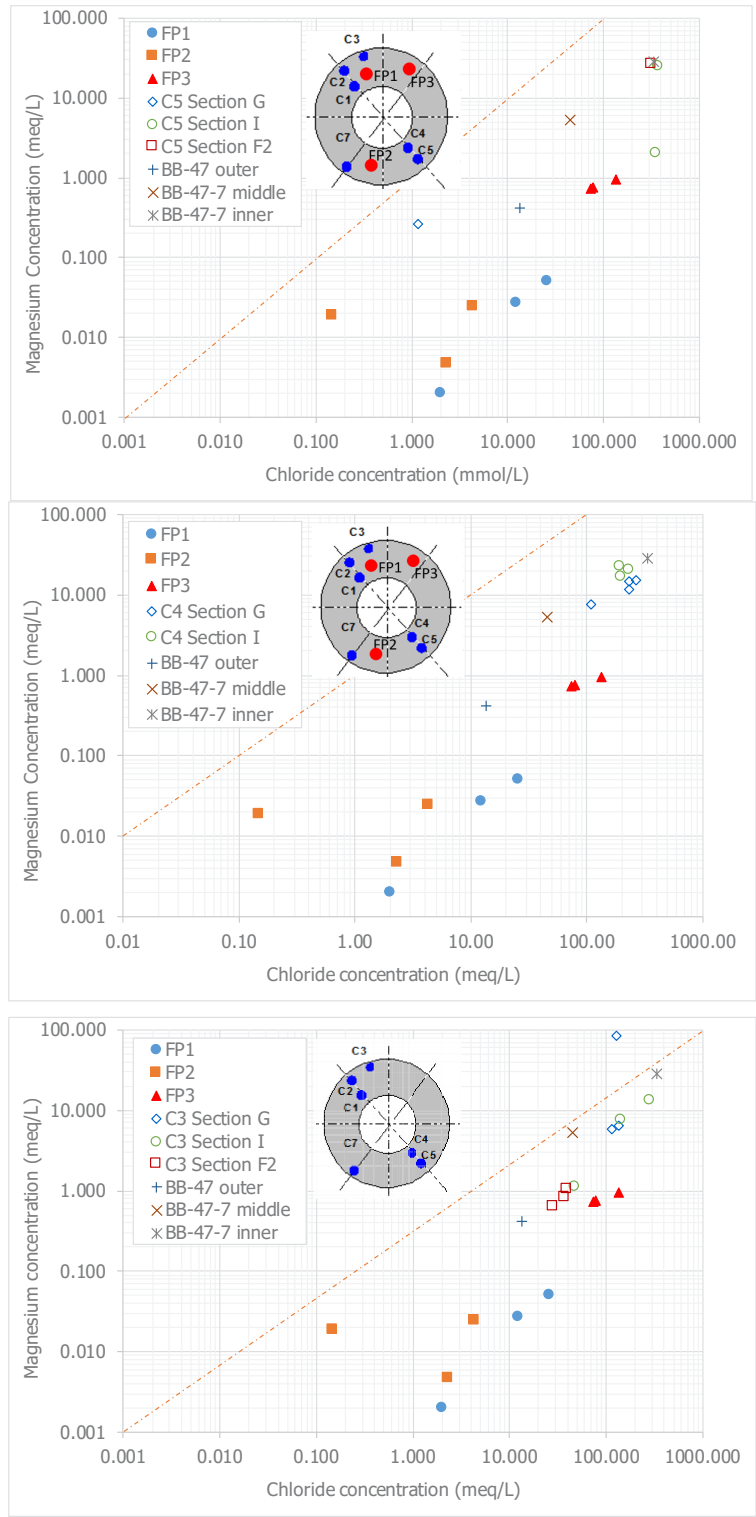 FP1
FP2
FP3
C5 Section G
C5 Section I
C5 Section F2
BB-47 outer
BB-47-7 middle
BB-47-7 inner
C3
C2
C1
FP1
FP3
C7
C4
C5
FP2
Magnesium Concentration (meq/L)
100.000
10.000
1.000
0.100
0.010
0.001
0.001 0.010 0.100 1.000 10.000 100.000 1000.000
Chloride concentration (mmol/L)
FP1
FP2
FP3
C4 Section G
C4 Section I
BB-47 outer
BB-47-7 middle
BB-47-7 inner
C3
C2
C1
FP1
FP3
C7
C4
C5
FP2
Magnesium Concentration (meq/L)
100.000
10.000
1.000
0.100
0.010
0.001
0.01 0.10 1.00 10.00 100.00 1000.00
Chloride concentration (meq/L)
FP1
FP2
FP3
C3 Section G
C3 Section I
C3 Section F2
BB-47 outer
BB-47-7 middle
BB-47-7 inner
C3
C2
C1
C7
C4
C5
Magnesium concentration (meq/L)
100.000
10.000
1.000
0.100
0.010
0.001
0.001 0.010 0.100 1.000 10.000 100.000 1000.000
Chloride concentration (meq/L)